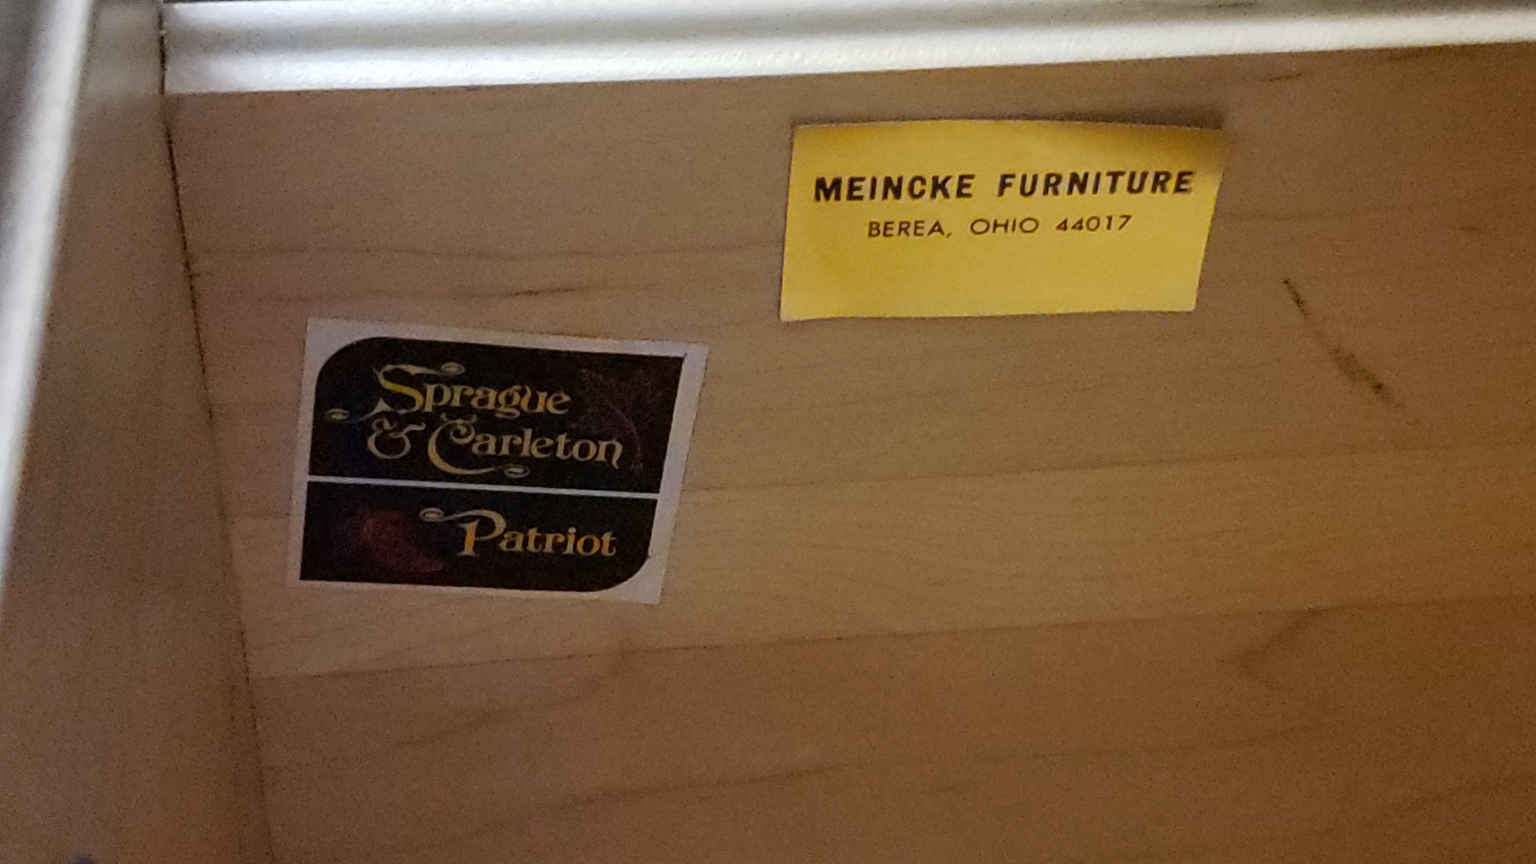 MEINCKE FURNITURE
BEREA, OHIO 44017
Sprague
& Carleton
Patriot